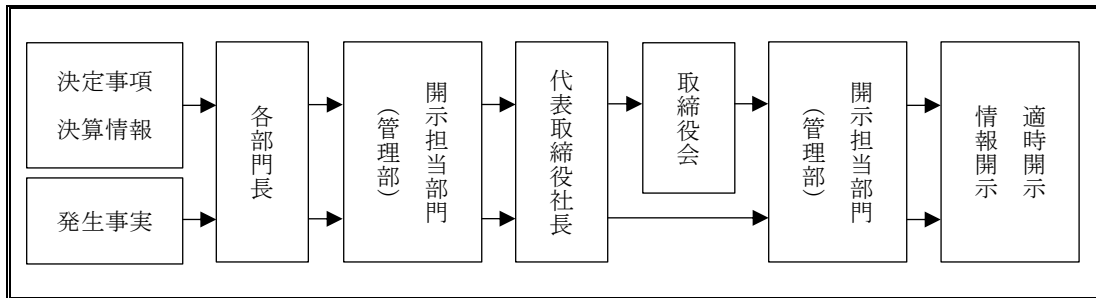 決定事項
決算情報
発生事実
各部門長
開示担当部門
（管理部）
代表取締役社長
取締役会
開示担当部門
（管理部）
適時開示
情報開示